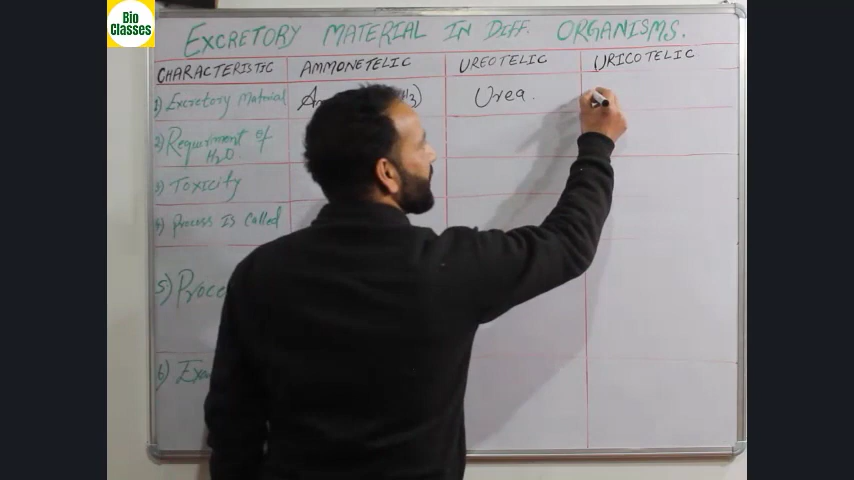 Bio
Classes
EXCRETORY MATERIAL IN DIFF. ORGANISMS.
CHARACTERISTIC AMMONETELIC UREOTELIC URICOTELIC
1) Excretory Material Urea.
2) Requirment of
H2O
3) TOXICITY
4) Process Is Called
5)
6)